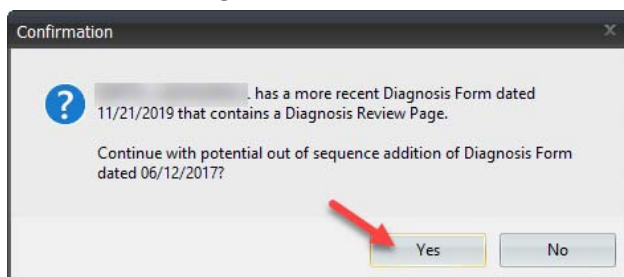 Confirmation
. has a more recent Diagnosis Form dated
11/21/2019 that contains a Diagnosis Review Page.
Continue with potential out of sequence addition of Diagnosis Form
dated 06/12/2017?
Yes No